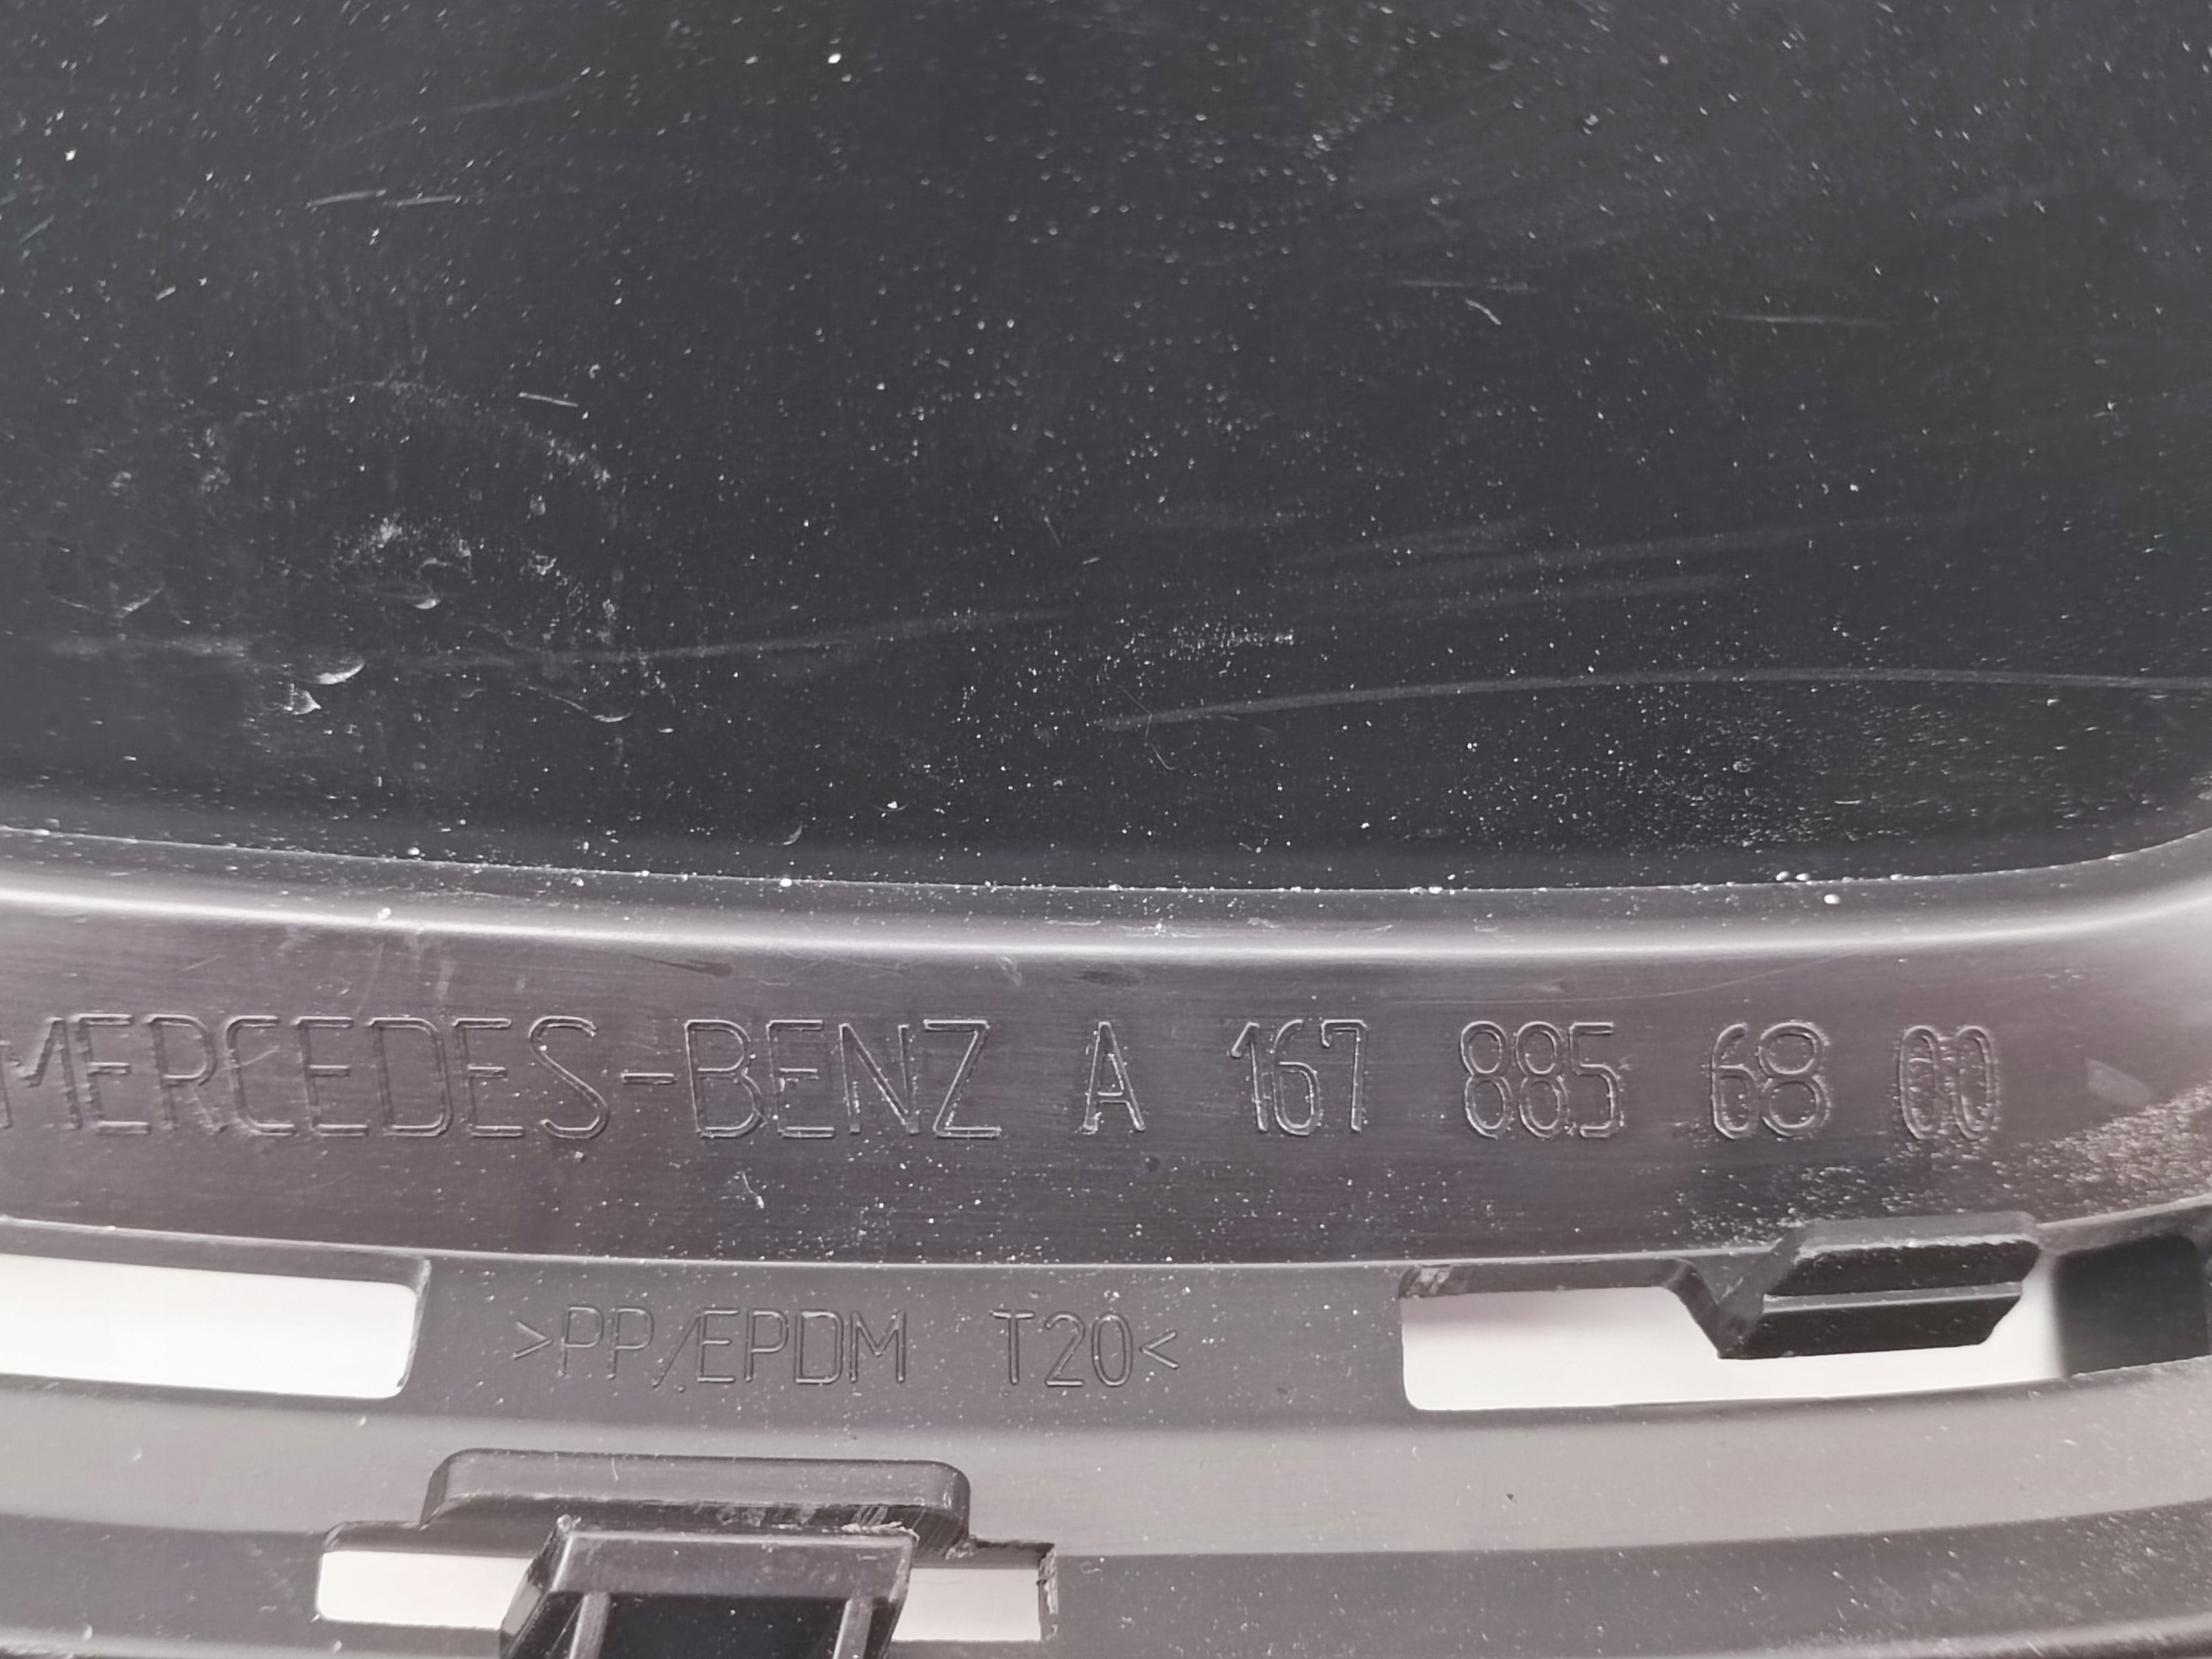 MERCEDES-BENZ A 167 885 68 00
>PP/EPDM T20<